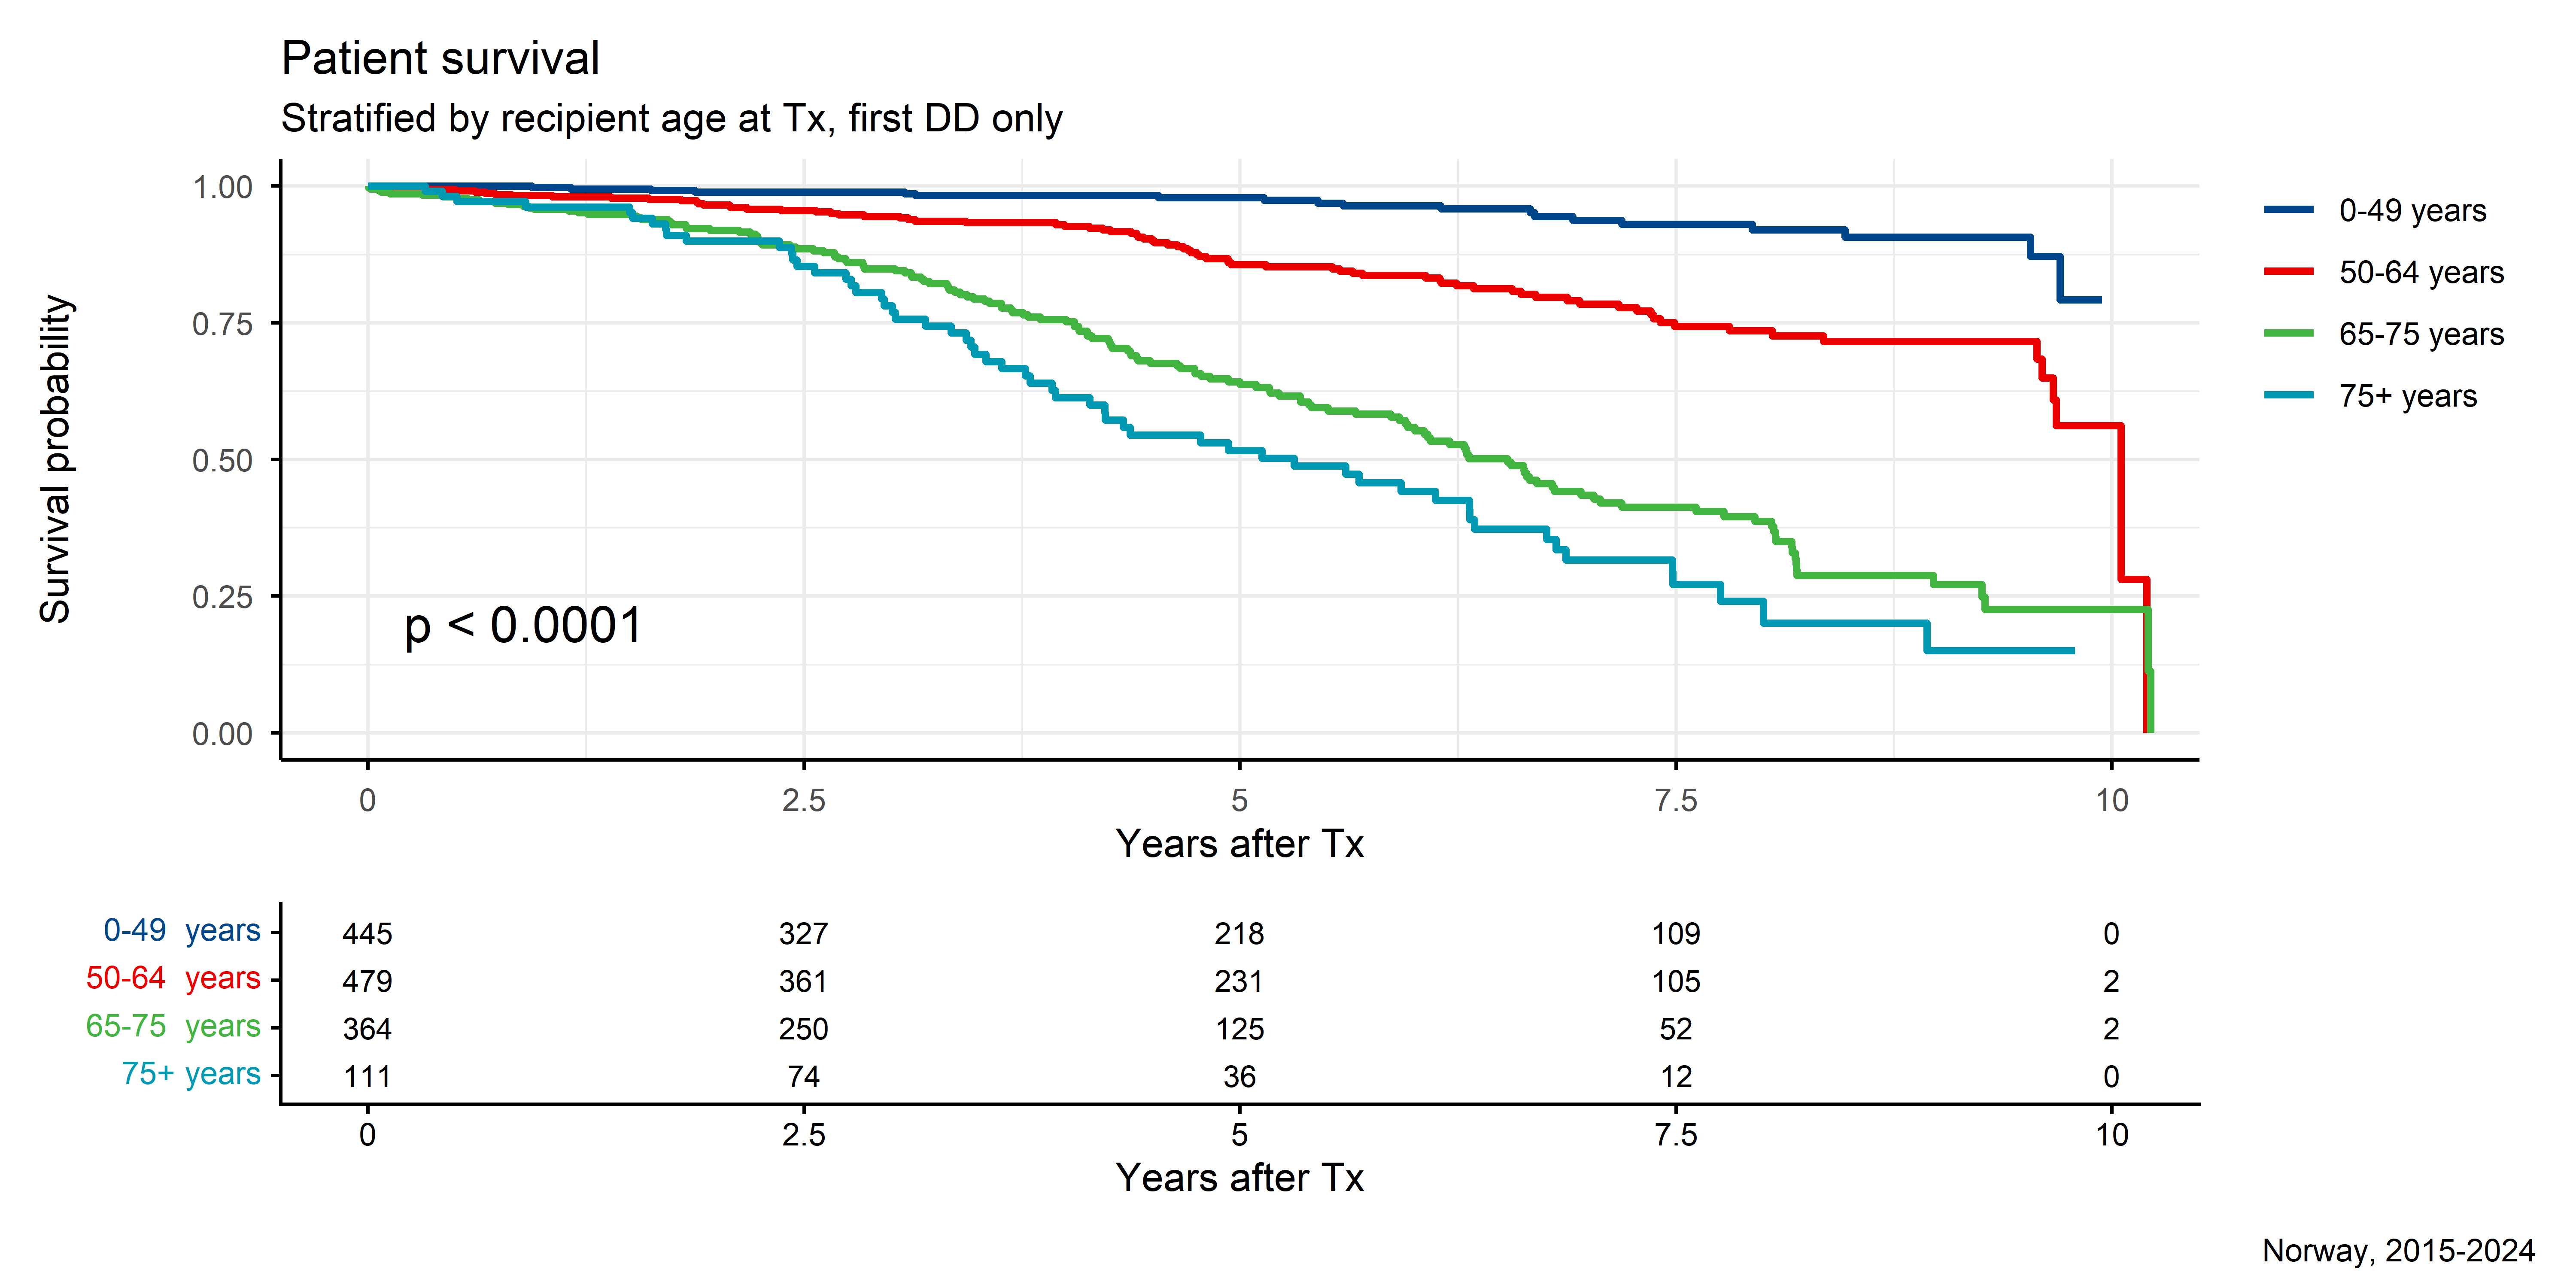 Patient survival
Stratified by recipient age at Tx, first DD only
Survival probability
1.00
0.75
0.50
0.25
0.00
p < 0.0001
0-49 years
50-64 years
65-75 years
75+ years
0 2.5 5 7.5 10
Years after Tx
0-49 years 445 327 218 109 0
50-64 years 479 361 231 105 2
65-75 years 364 250 125 52 2
75+ years 111 74 36 12 0
0 2.5 5 7.5 10
Years after Tx
Norway, 2015-2024